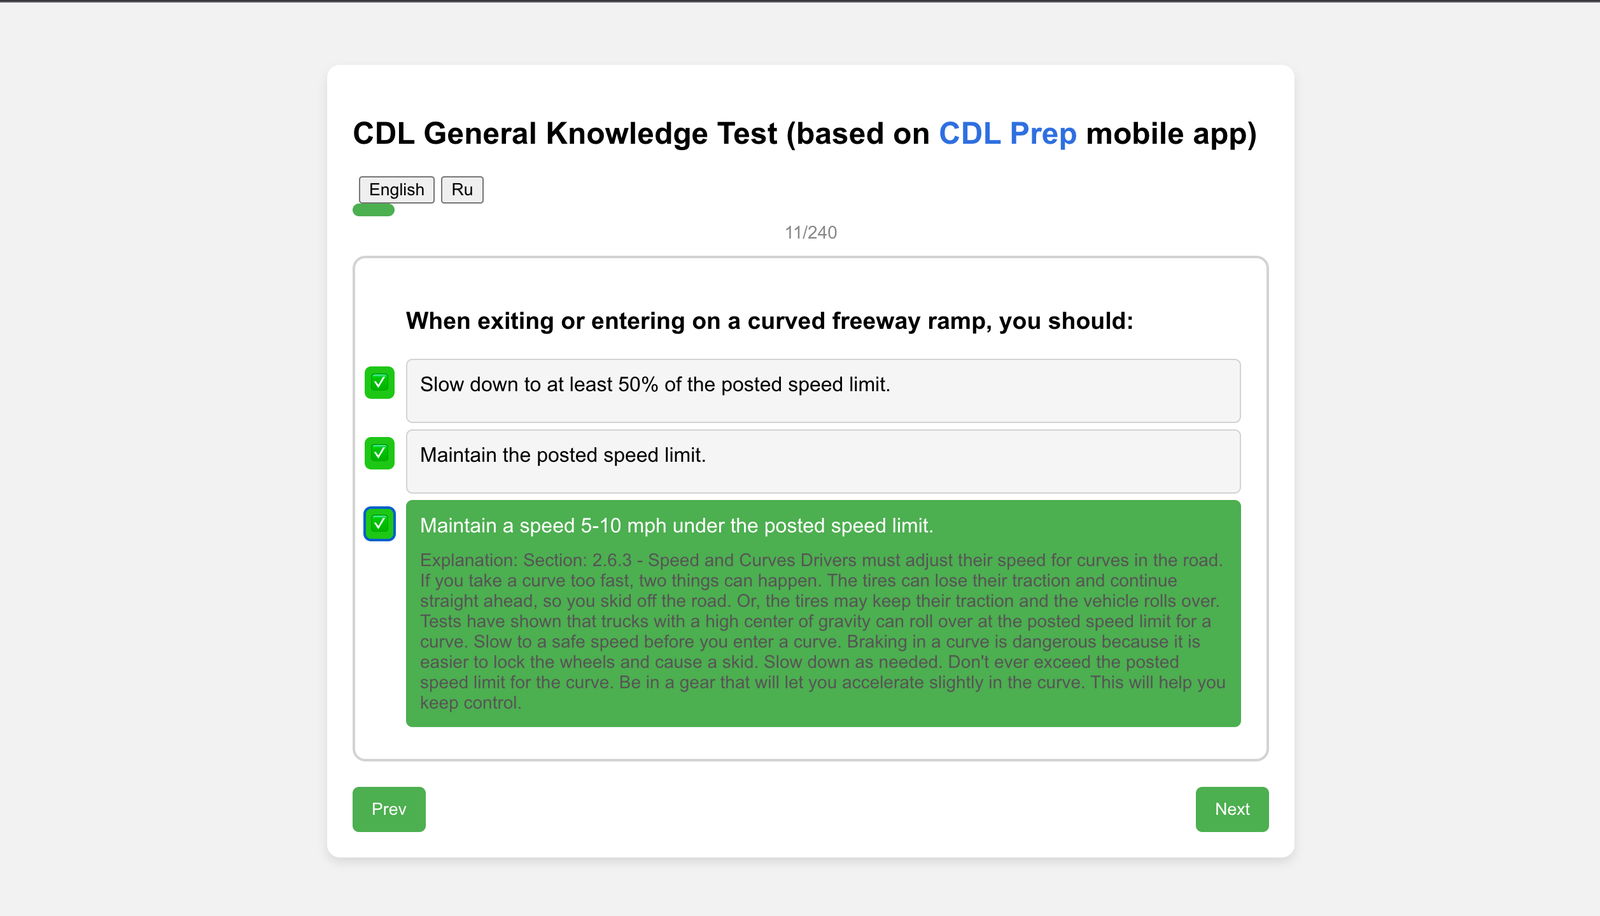 CDL General Knowledge Test (based on CDL Prep mobile app)
English Ru
11/240
When exiting or entering on a curved freeway ramp, you should:
Slow down to at least 50% of the posted speed limit.
Maintain the posted speed limit.
Maintain a speed 5-10 mph under the posted speed limit.
Explanation: Section: 2.6.3 - Speed and Curves Drivers must adjust their speed for curves in the road.
If you take a curve too fast, two things can happen. The tires can lose their traction and continue
straight ahead, so you skid off the road. Or, the tires may keep their traction and the vehicle rolls over.
Tests have shown that trucks with a high center of gravity can roll over at the posted speed limit for a
curve. Slow to a safe speed before you enter a curve. Braking in a curve is dangerous because it is
easier to lock the wheels and cause a skid. Slow down as needed. Don't ever exceed the posted
speed limit for the curve. Be in a gear that will let you accelerate slightly in the curve. This will help you
keep control.
Prev
Next